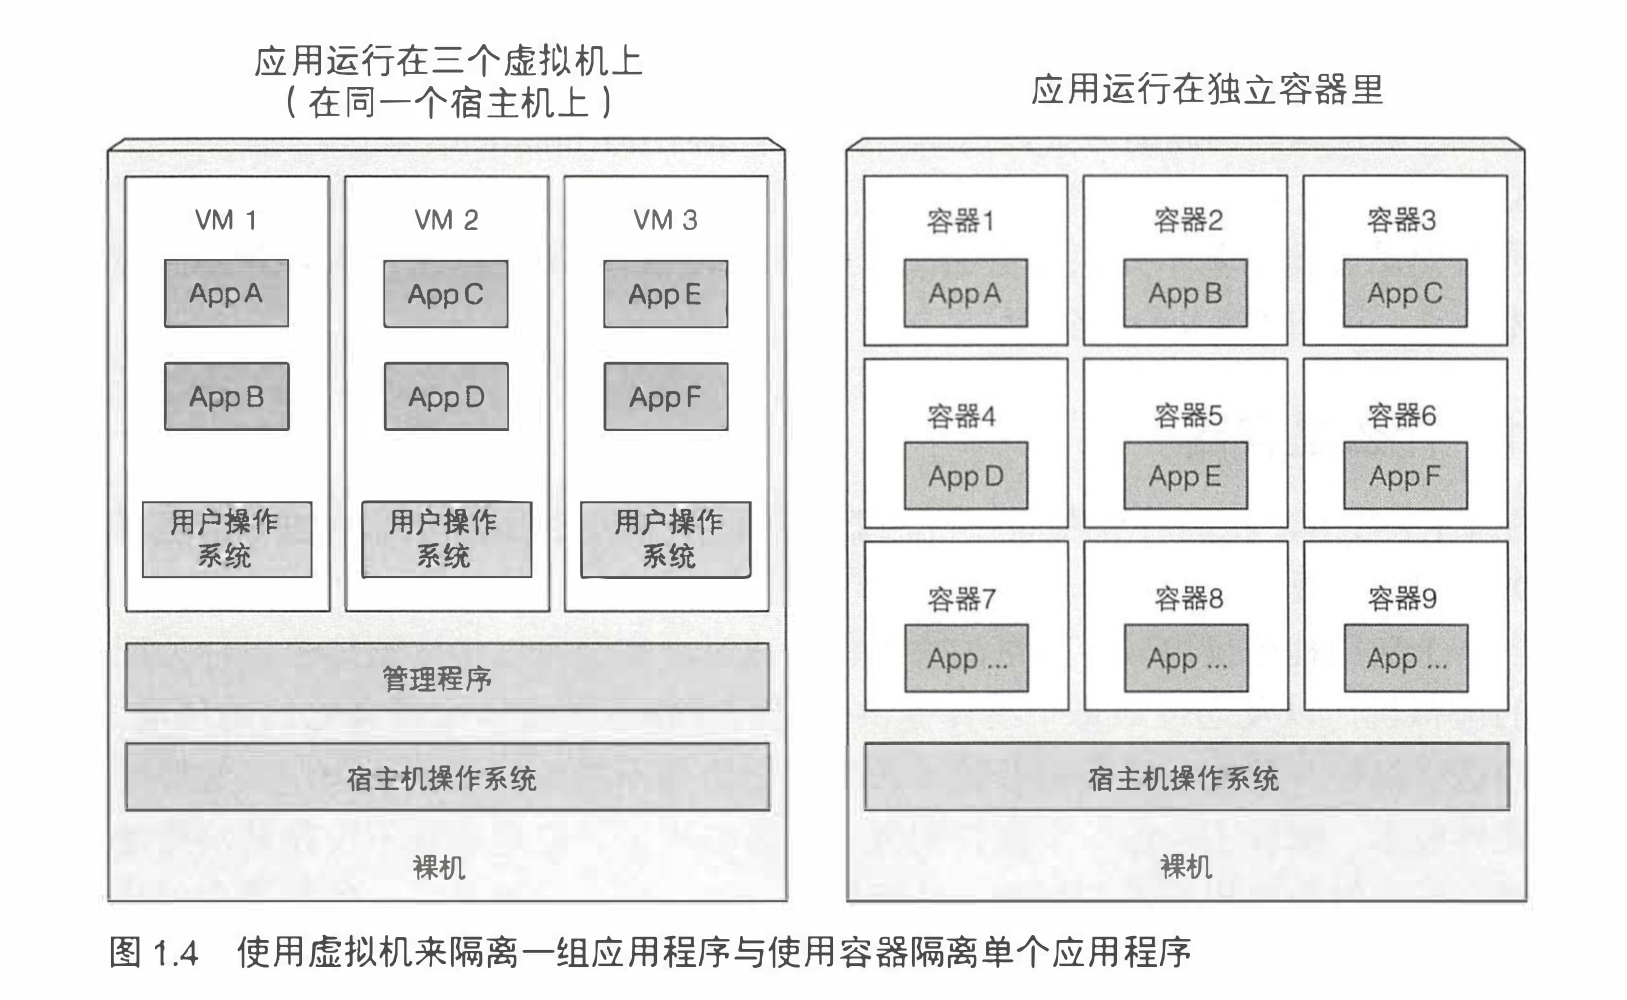 应用运行在三个虚拟机上
（在同一个宿主机上）
VM 1
App A
App B
用户操作
系统
VM 2
App C
App D
用户操作
系统
VM 3
App E
App F
用户操作
系统
管理程序
宿主机操作系统
裸机
应用运行在独立容器里
容器1
App A
容器2
App B
容器3
App C
容器4
App D
容器5
App E
容器6
App F
容器7
App ...
容器8
App ...
容器9
App ...
宿主机操作系统
裸机
图 1.4 使用虚拟机来隔离一组应用程序与使用容器隔离单个应用程序